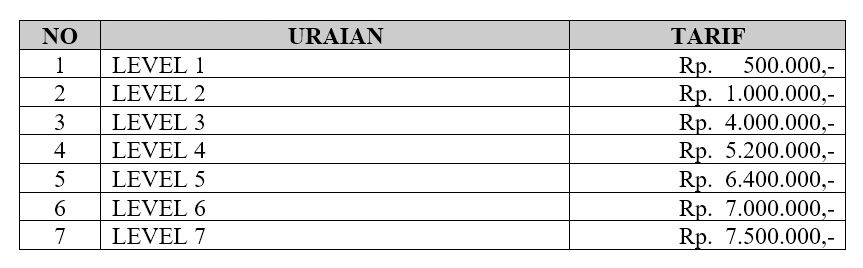 NO URAIAN TARIF
1 LEVEL 1 Rp. 500.000,-
2 LEVEL 2 Rp. 1.000.000,-
3 LEVEL 3 Rp. 4.000.000,-
4 LEVEL 4 Rp. 5.200.000,-
5 LEVEL 5 Rp. 6.400.000,-
6 LEVEL 6 Rp. 7.000.000,-
7 LEVEL 7 Rp. 7.500.000,-